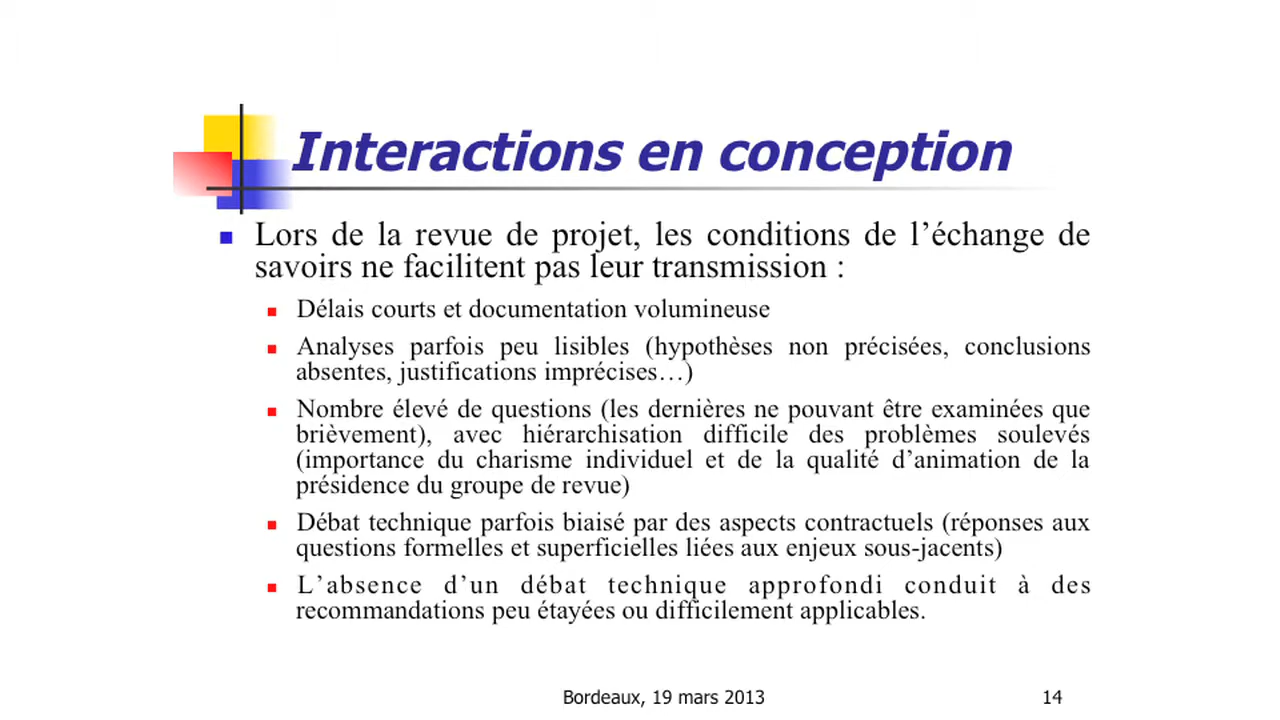 Interactions en conception
Lors de la revue de projet, les conditions de l’échange de
savoirs ne facilitent pas leur transmission :
Délais courts et documentation volumineuse
Analyses parfois peu lisibles (hypothèses non précisées, conclusions
absentes, justifications imprécises…)
Nombre élevé de questions (les dernières ne pouvant être examinées que
brièvement), avec hiérarchisation difficile des problèmes soulevés
(importance du charisme individuel et de la qualité d’animation de la
présidence du groupe de revue)
Débat technique parfois biaisé par des aspects contractuels (réponses aux
questions formelles et superficielles liées aux enjeux sous-jacents)
L’absence d’un débat technique approfondi conduit à des
recommandations peu étayées ou difficilement applicables.
Bordeaux, 19 mars 2013
14